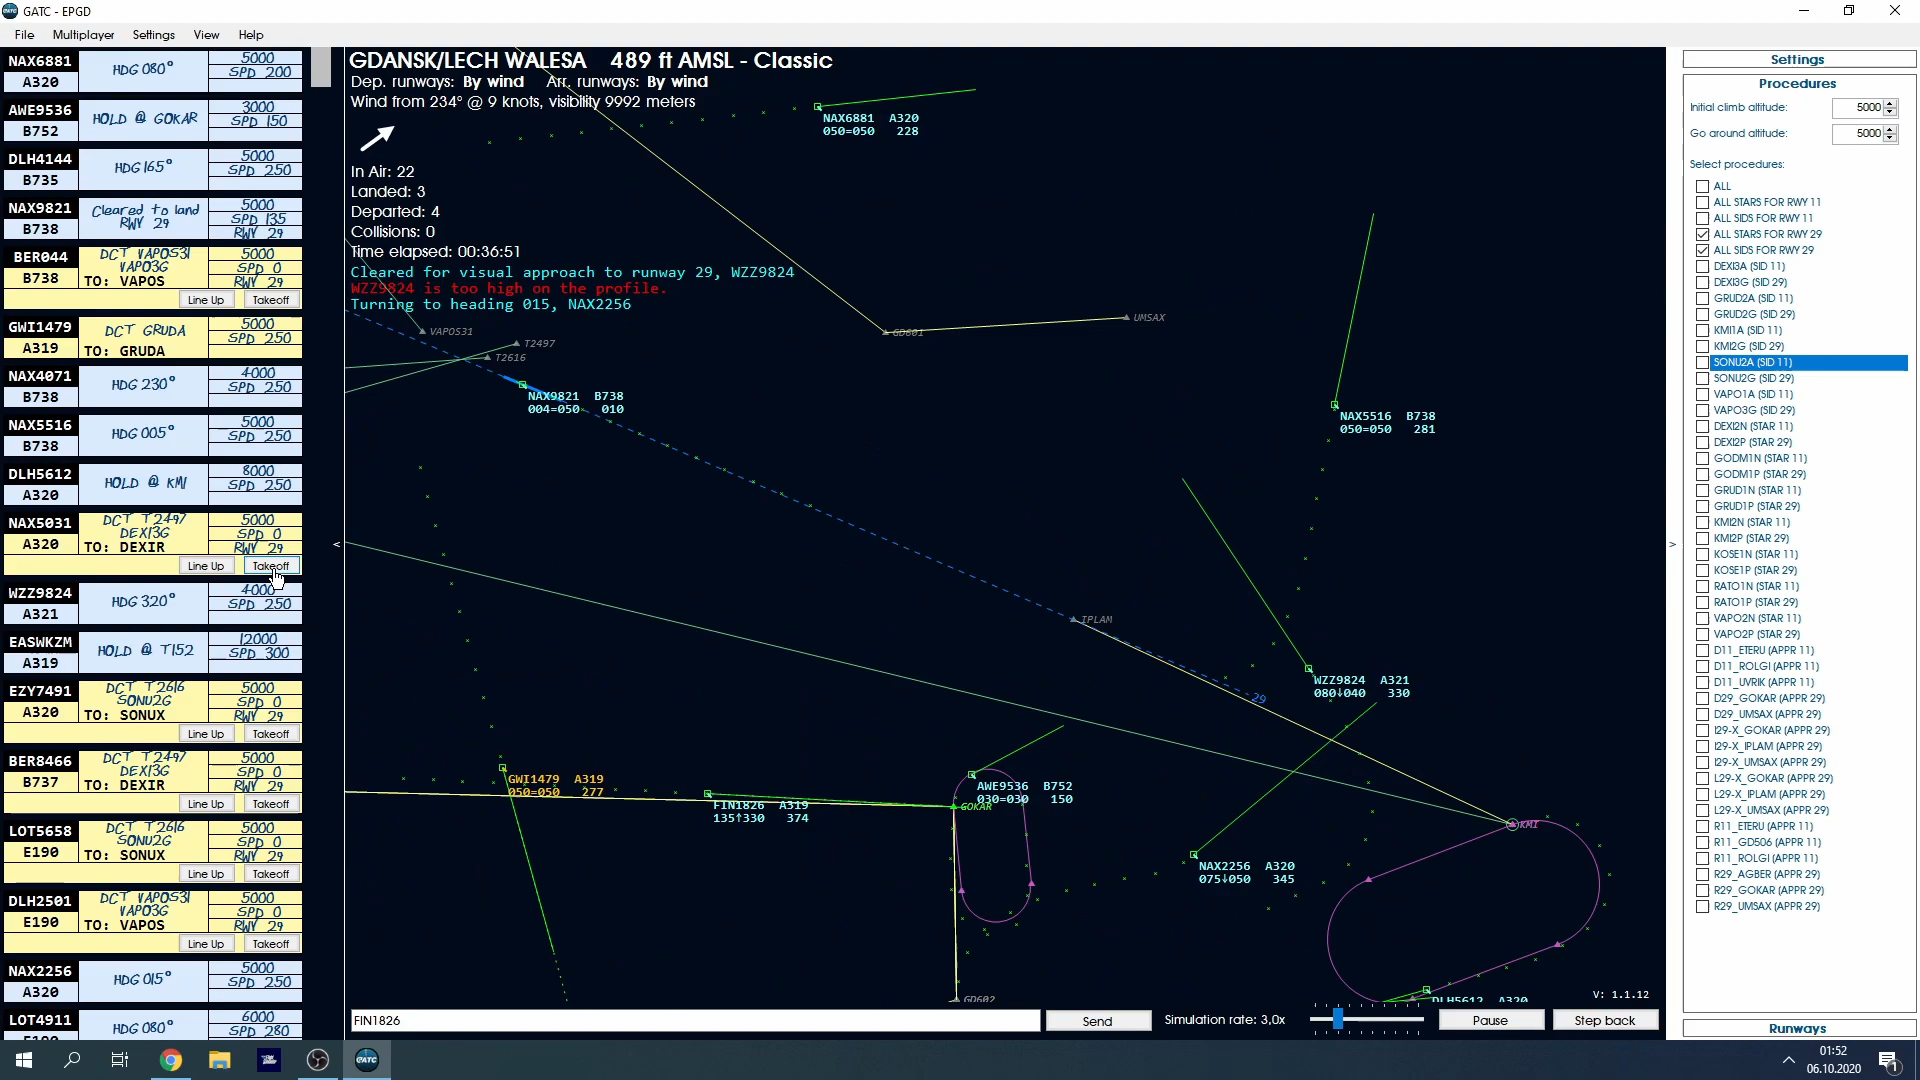 GATC - EPGD
File Multiplayer Settings View Help
NAX6881 HDG 080° 5000
A320 SPD 200
AWE9536 HOLD @ GOKAR 3000
B752 SPD 150
DLH4144 HDG 165° 5000
B735 SPD 250
NAX9821 Cleared to land 5000
B738 RWY 29 SPD 135
RWY 29
BER044 DCT VAPOS31 5000
B738 VAPO3G SPD 0
TO: VAPOS RWY 29
Line Up Takeoff
GWI1479 DCT GRUDA 5000
A319 TO: GRUDA SPD 250
NAX4071 HDG 230° 4000
B738 SPD 250
NAX5516 HDG 005° 5000
B738 SPD 250
DLH5612 HOLD @ KMI 8000
A320 SPD 250
NAX5031 DCT T2497 5000
A320 DEXI3G SPD 0
TO: DEXIR RWY 29
Line Up Takeoff
WZZ9824 HDG 320° 4000
A321 SPD 250
EASWKZM HOLD @ T152 12000
A319 SPD 300
EZY7491 DCT T2616 5000
A320 SONU2G SPD 0
TO: SONUX RWY 29
Line Up Takeoff
BER8466 DCT T2497 5000
B737 DEXI3G SPD 0
TO: DEXIR RWY 29
Line Up Takeoff
LOT5658 DCT T2616 5000
E190 SONU2G SPD 0
TO: SONUX RWY 29
Line Up Takeoff
DLH2501 DCT VAPOS31 5000
E190 VAPO3G SPD 0
TO: VAPOS RWY 29
Line Up Takeoff
NAX2256 HDG 015° 5000
A320 SPD 250
LOT4911 HDG 080° 6000
SPD 280
<
GDANSK/LECH WALESA 489 ft AMSL - Classic
Dep. runways: By wind Arr. runways: By wind
Wind from 234° @ 9 knots, visibility 9992 meters
In Air: 22
Landed: 3
Departed: 4
Collisions: 0
Time elapsed: 00:36:51
Cleared for visual approach to runway 29, WZZ9824
WZZ9824 is too high on the profile.
Turning to heading 015, NAX2256
NAX6881 A320
050=050 228
VAPOS31
T2497
T2616
GD601
UMSAX
NAX9821 B738
004=050 010
NAX5516 B738
050=050 281
IPLAM
WZZ9824 A321
080↓040 330
29
GWI1479 A319
050=050 277
FIN1826 A319
135↑330 374
AWE9536 B752
030=030 150
GOKAR
KMI
NAX2256 A320
075↓050 345
GD602
DLH5612 A320
V: 1.1.12
FIN1826
Send
Simulation rate: 3,0x
Pause
Step back
>
Settings
Procedures
Initial climb altitude: 5000
Go around altitude: 5000
Select procedures:
ALL
ALL STARS FOR RWY 11
ALL SIDS FOR RWY 11
ALL STARS FOR RWY 29
ALL SIDS FOR RWY 29
DEXI3A (SID 11)
DEXI3G (SID 29)
GRUD2A (SID 11)
GRUD2G (SID 29)
KMI1A (SID 11)
KMI2G (SID 29)
SONU2A (SID 11)
SONU2G (SID 29)
VAPO1A (SID 11)
VAPO3G (SID 29)
DEXI2N (STAR 11)
DEXI2P (STAR 29)
GODM1N (STAR 11)
GODM1P (STAR 29)
GRUD1N (STAR 11)
GRUD1P (STAR 29)
KMI2N (STAR 11)
KMI2P (STAR 29)
KOSE1N (STAR 11)
KOSE1P (STAR 29)
RATO1N (STAR 11)
RATO1P (STAR 29)
VAPO2N (STAR 11)
VAPO2P (STAR 29)
D11_ETERU (APPR 11)
D11_ROLGI (APPR 11)
D11_UVRIK (APPR 11)
D29_GOKAR (APPR 29)
D29_UMSAX (APPR 29)
I29-X_GOKAR (APPR 29)
I29-X_IPLAM (APPR 29)
I29-X_UMSAX (APPR 29)
L29-X_GOKAR (APPR 29)
L29-X_IPLAM (APPR 29)
L29-X_UMSAX (APPR 29)
R11_ETERU (APPR 11)
R11_GD506 (APPR 11)
R11_ROLGI (APPR 11)
R29_AGBER (APPR 29)
R29_GOKAR (APPR 29)
R29_UMSAX (APPR 29)
Runways
GATC
01:52
06.10.2020
1